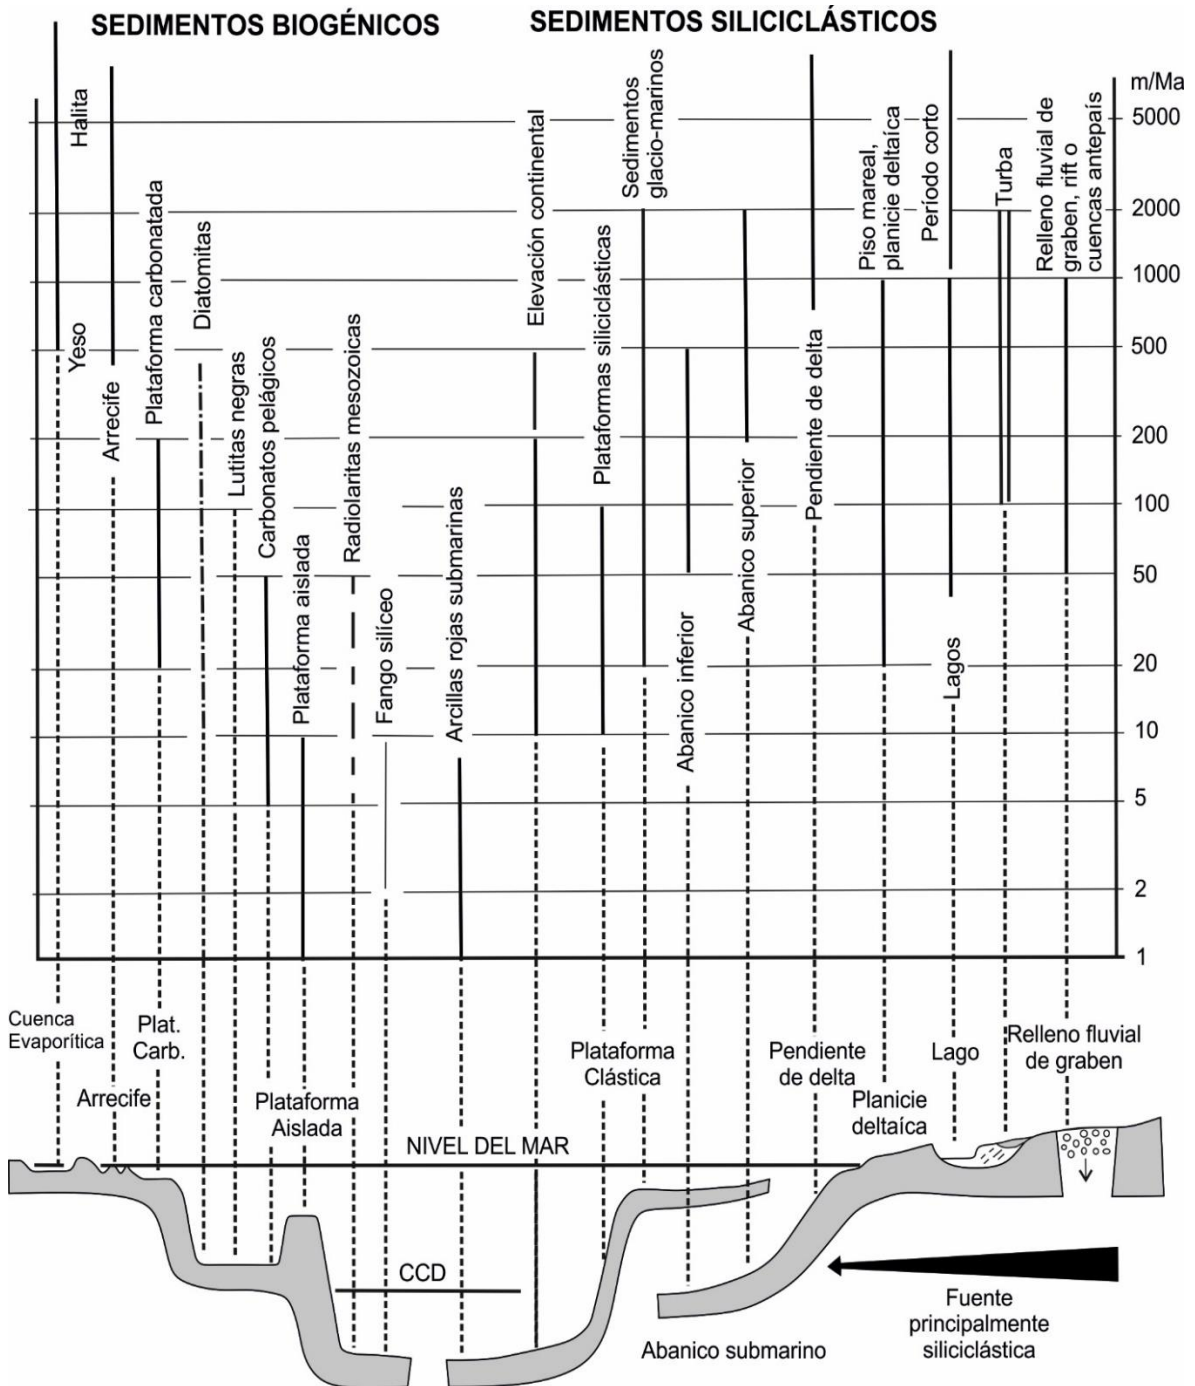 SEDIMENTOS BIOGÉNICOS
SEDIMENTOS SILICICLÁSTICOS
m/Ma
5000
2000
1000
500
200
100
50
20
10
5
2
1
Halita
Yeso
Arrecife
Plataforma carbonatada
Diatomitas
Lutitas negras
Carbonatos pelágicos
Plataforma aislada
Radiolaritas mesozoicas
Fango silíceo
Arcillas rojas submarinas
Elevación continental
Plataformas siliciclásticas
Sedimentos
glacio-marinos
Abanico inferior
Abanico superior
Pendiente de delta
Piso mareal,
planicie deltaíca
Período corto
Lagos
Turba
Relleno fluvial de
graben, rift o
cuencas antepaís
Cuenca
Evaporítica
Arrecife
Plat.
Carb.
Plataforma
Aislada
Plataforma
Clástica
Pendiente
de delta
Planicie
deltaíca
Lago
Relleno fluvial
de graben
NIVEL DEL MAR
CCD
Abanico submarino
Fuente
principalmente
siliciclástica